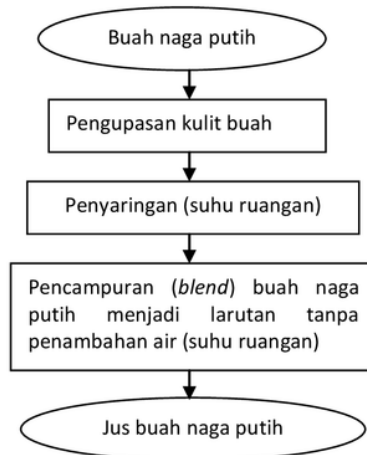 Buah naga putih
Pengupasan kulit buah
Penyaringan (suhu ruangan)
Pencampuran (blend) buah naga
putih menjadi larutan tanpa
penambahan air (suhu ruangan)
Jus buah naga putih